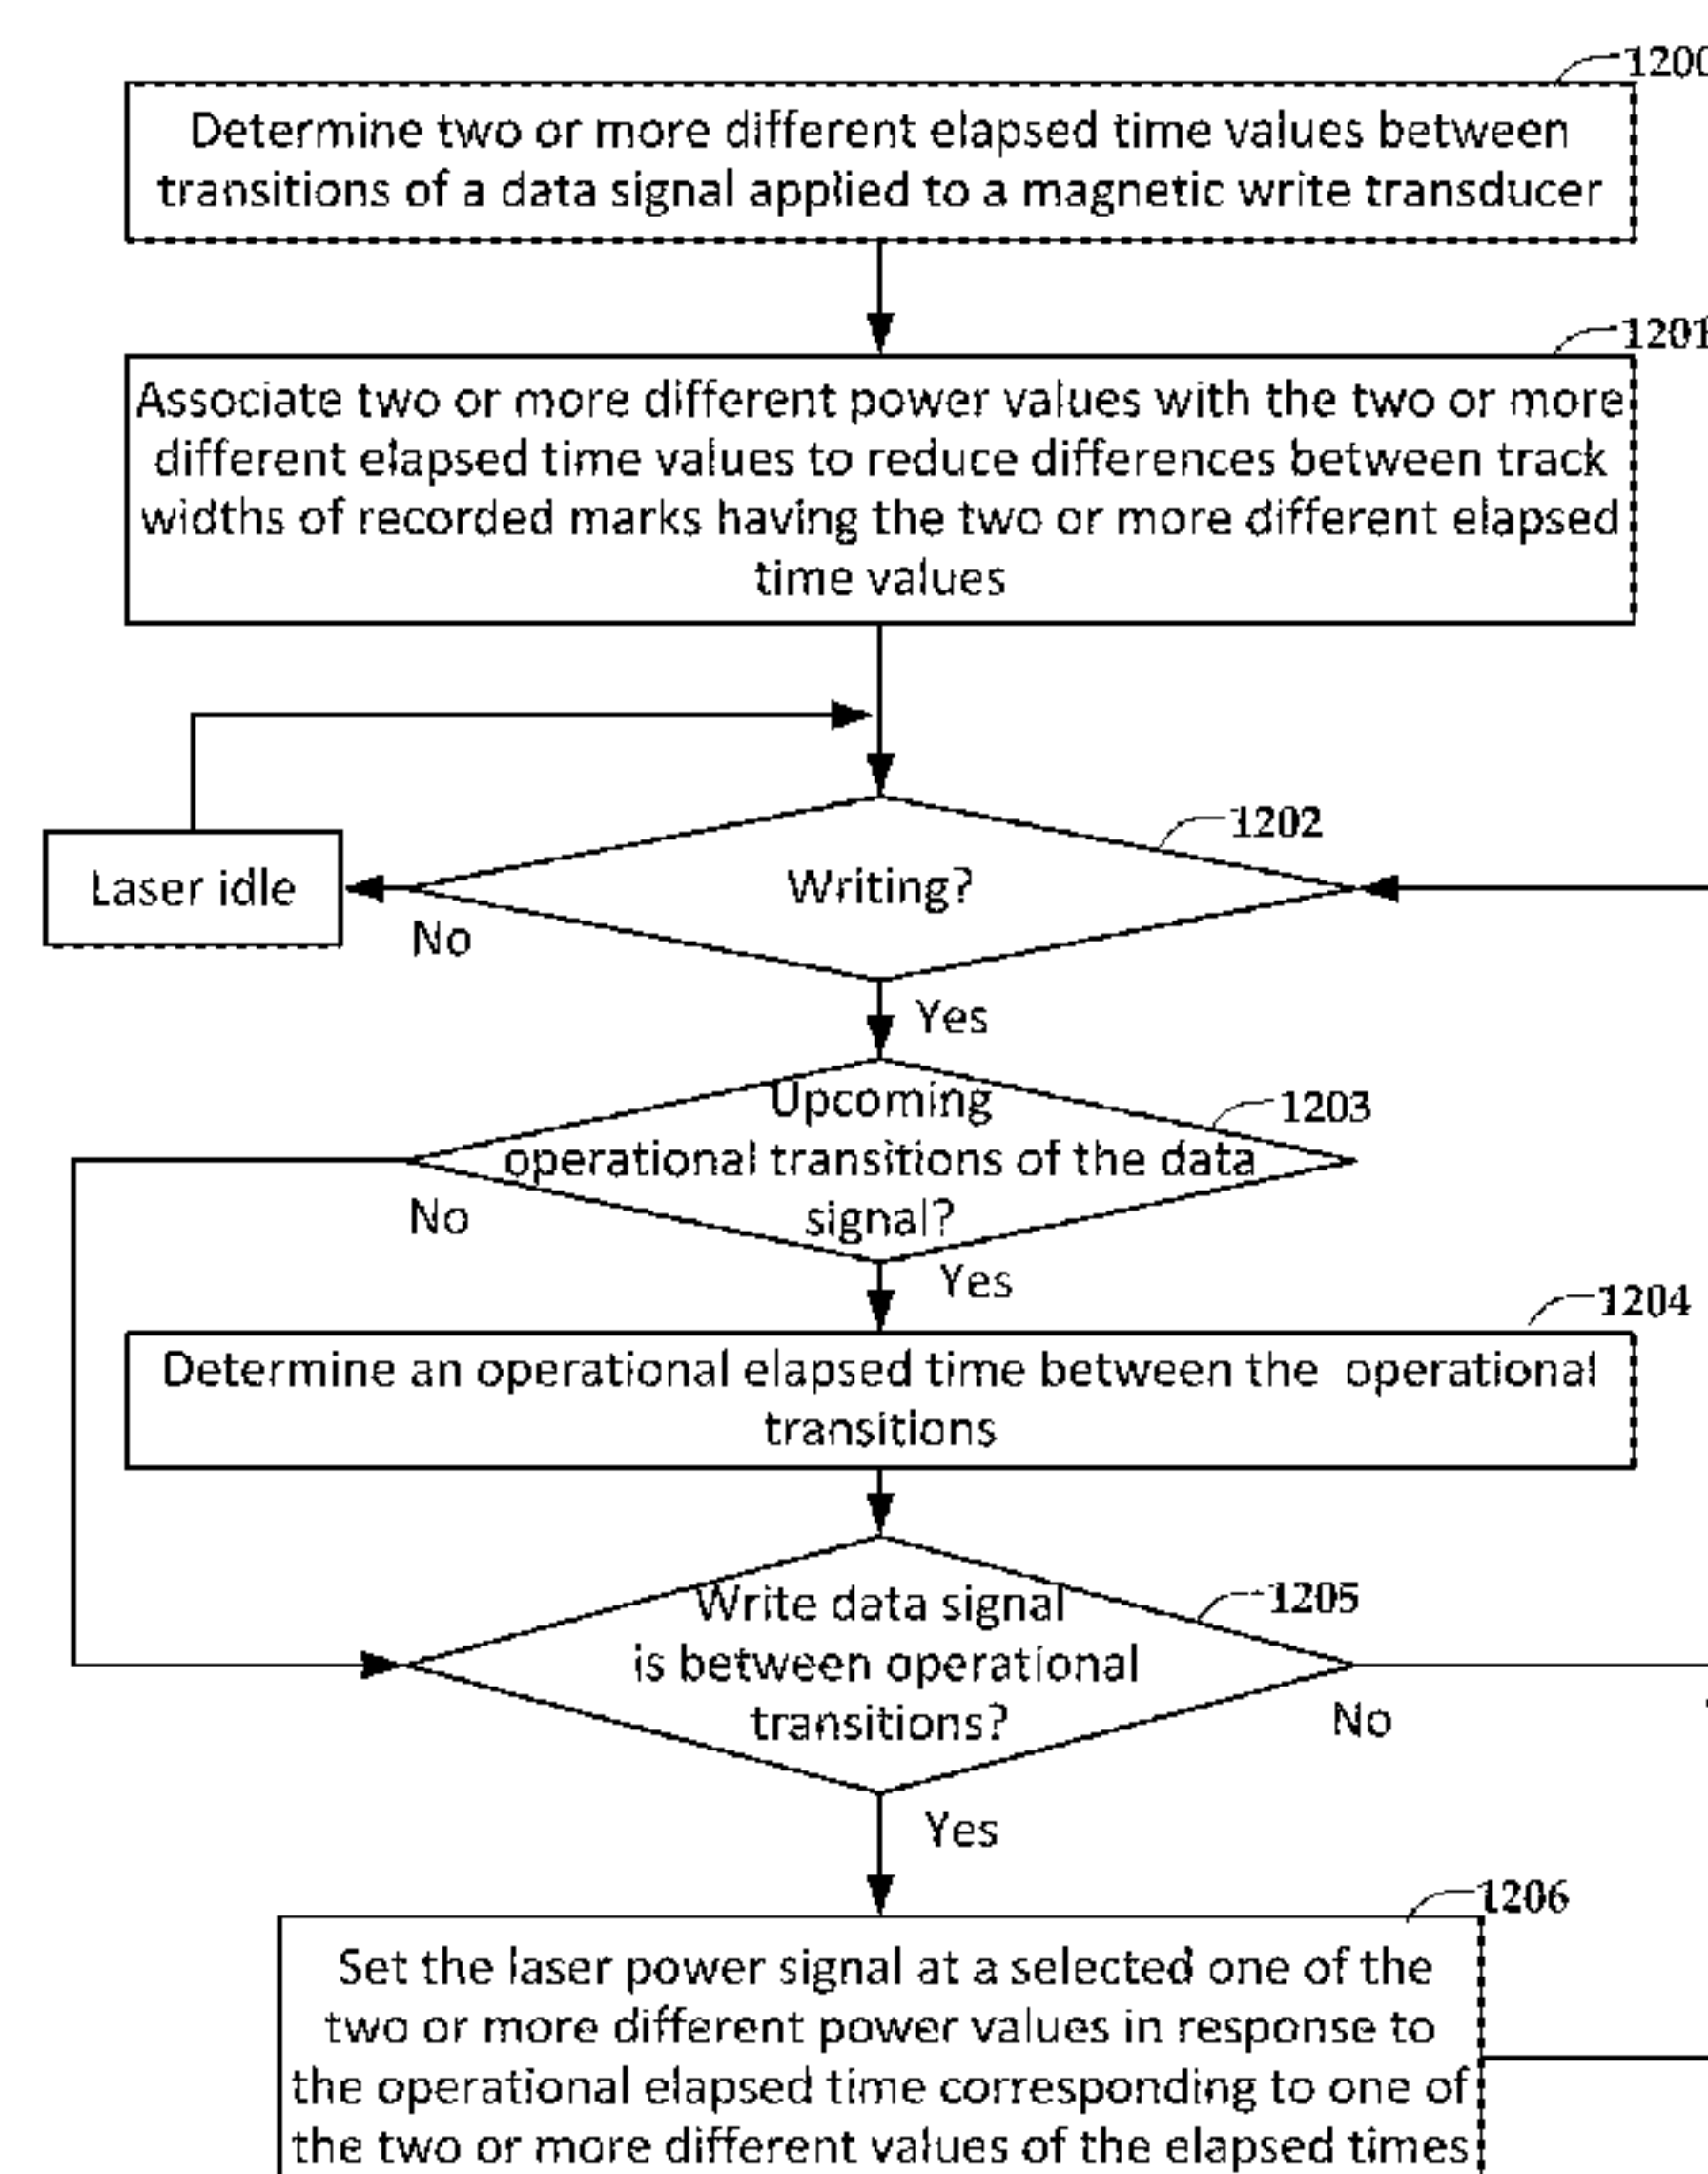 1200
Determine two or more different elapsed time values between
transitions of a data signal applied to a magnetic write transducer
1201
Associate two or more different power values with the two or more
different elapsed time values to reduce differences between track
widths of recorded marks having the two or more different elapsed
time values
1202
Laser idle
Writing?
No
Yes
1203
Upcoming
operational transitions of the data
signal?
No
Yes
1204
Determine an operational elapsed time between the operational
transitions
1205
Write data signal
is between operational
transitions?
No
Yes
1206
Set the laser power signal at a selected one of the
two or more different power values in response to
the operational elapsed time corresponding to one of
the two or more different values of the elapsed times